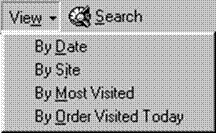 View Search
By Date
By Site
By Most Visited
By Order Visited Today